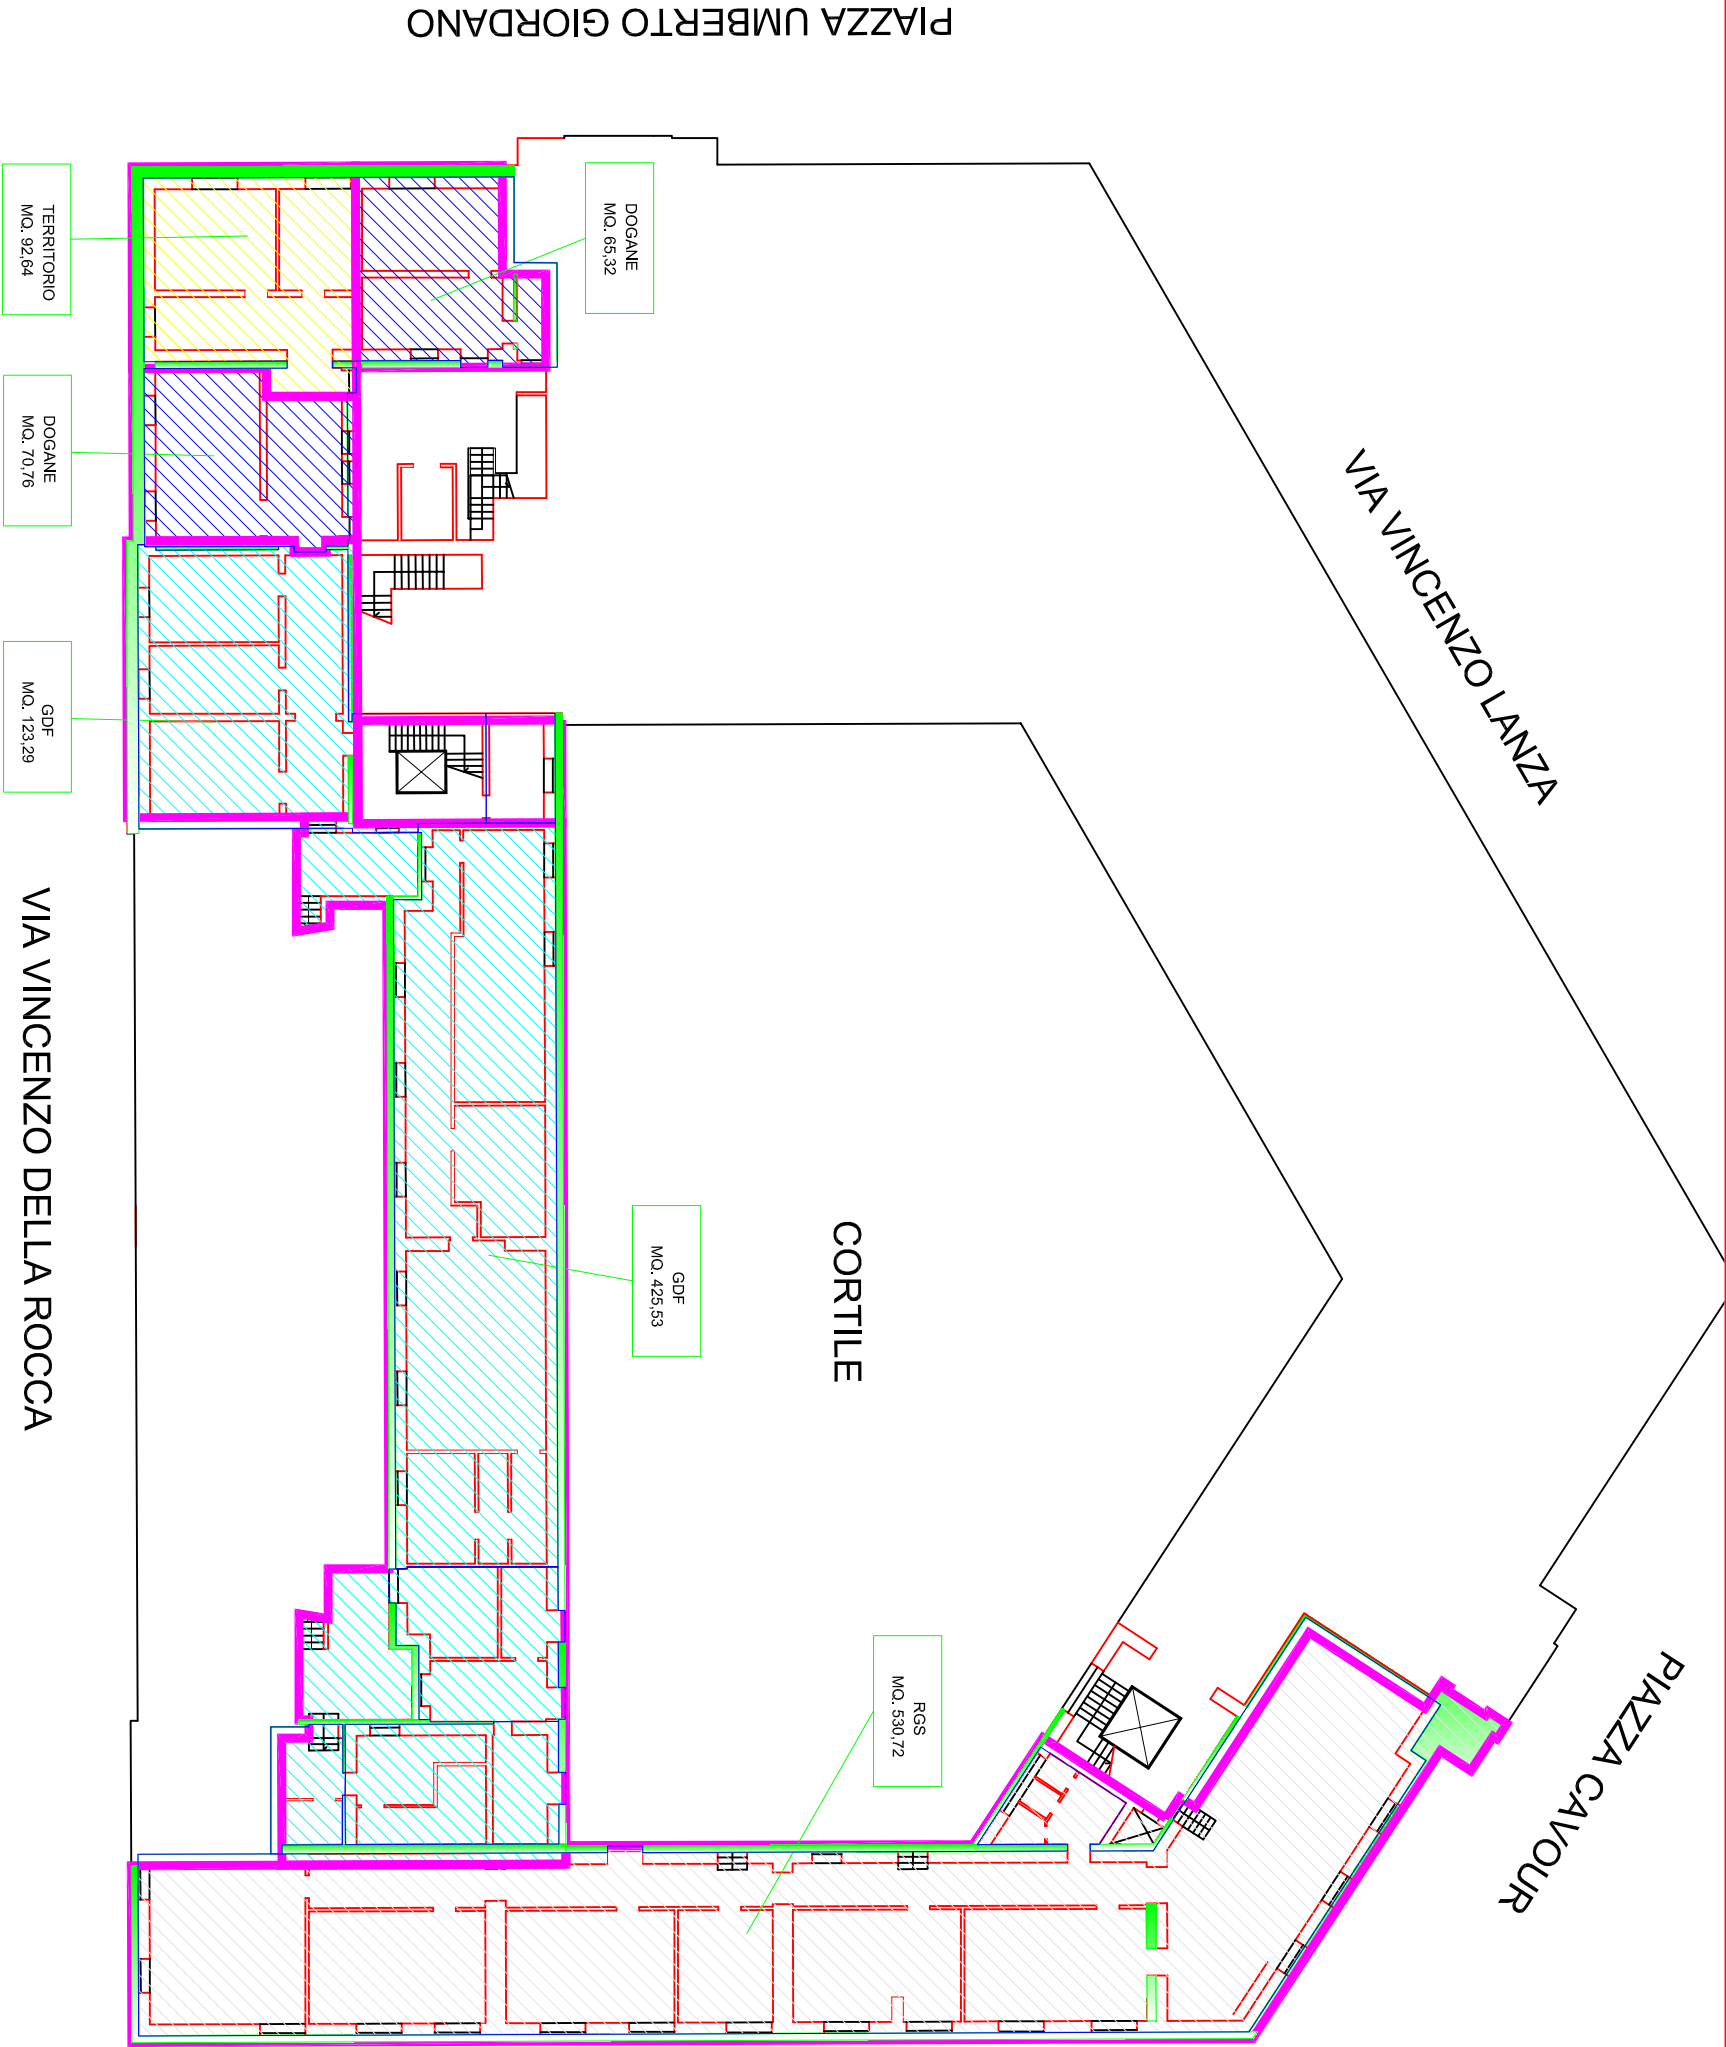 PIAZZA UMBERTO GIORDANO
DOGANE
MQ. 65,32
TERRITORIO
MQ. 92,64
DOGANE
MQ. 70,76
VIA VINCENZO LANZA
GDF
MQ. 123,29
VIA VINCENZO DELLA ROCCA
GDF
MQ. 425,53
CORTILE
RGS
MQ. 530,72
PIAZZA CAVOUR